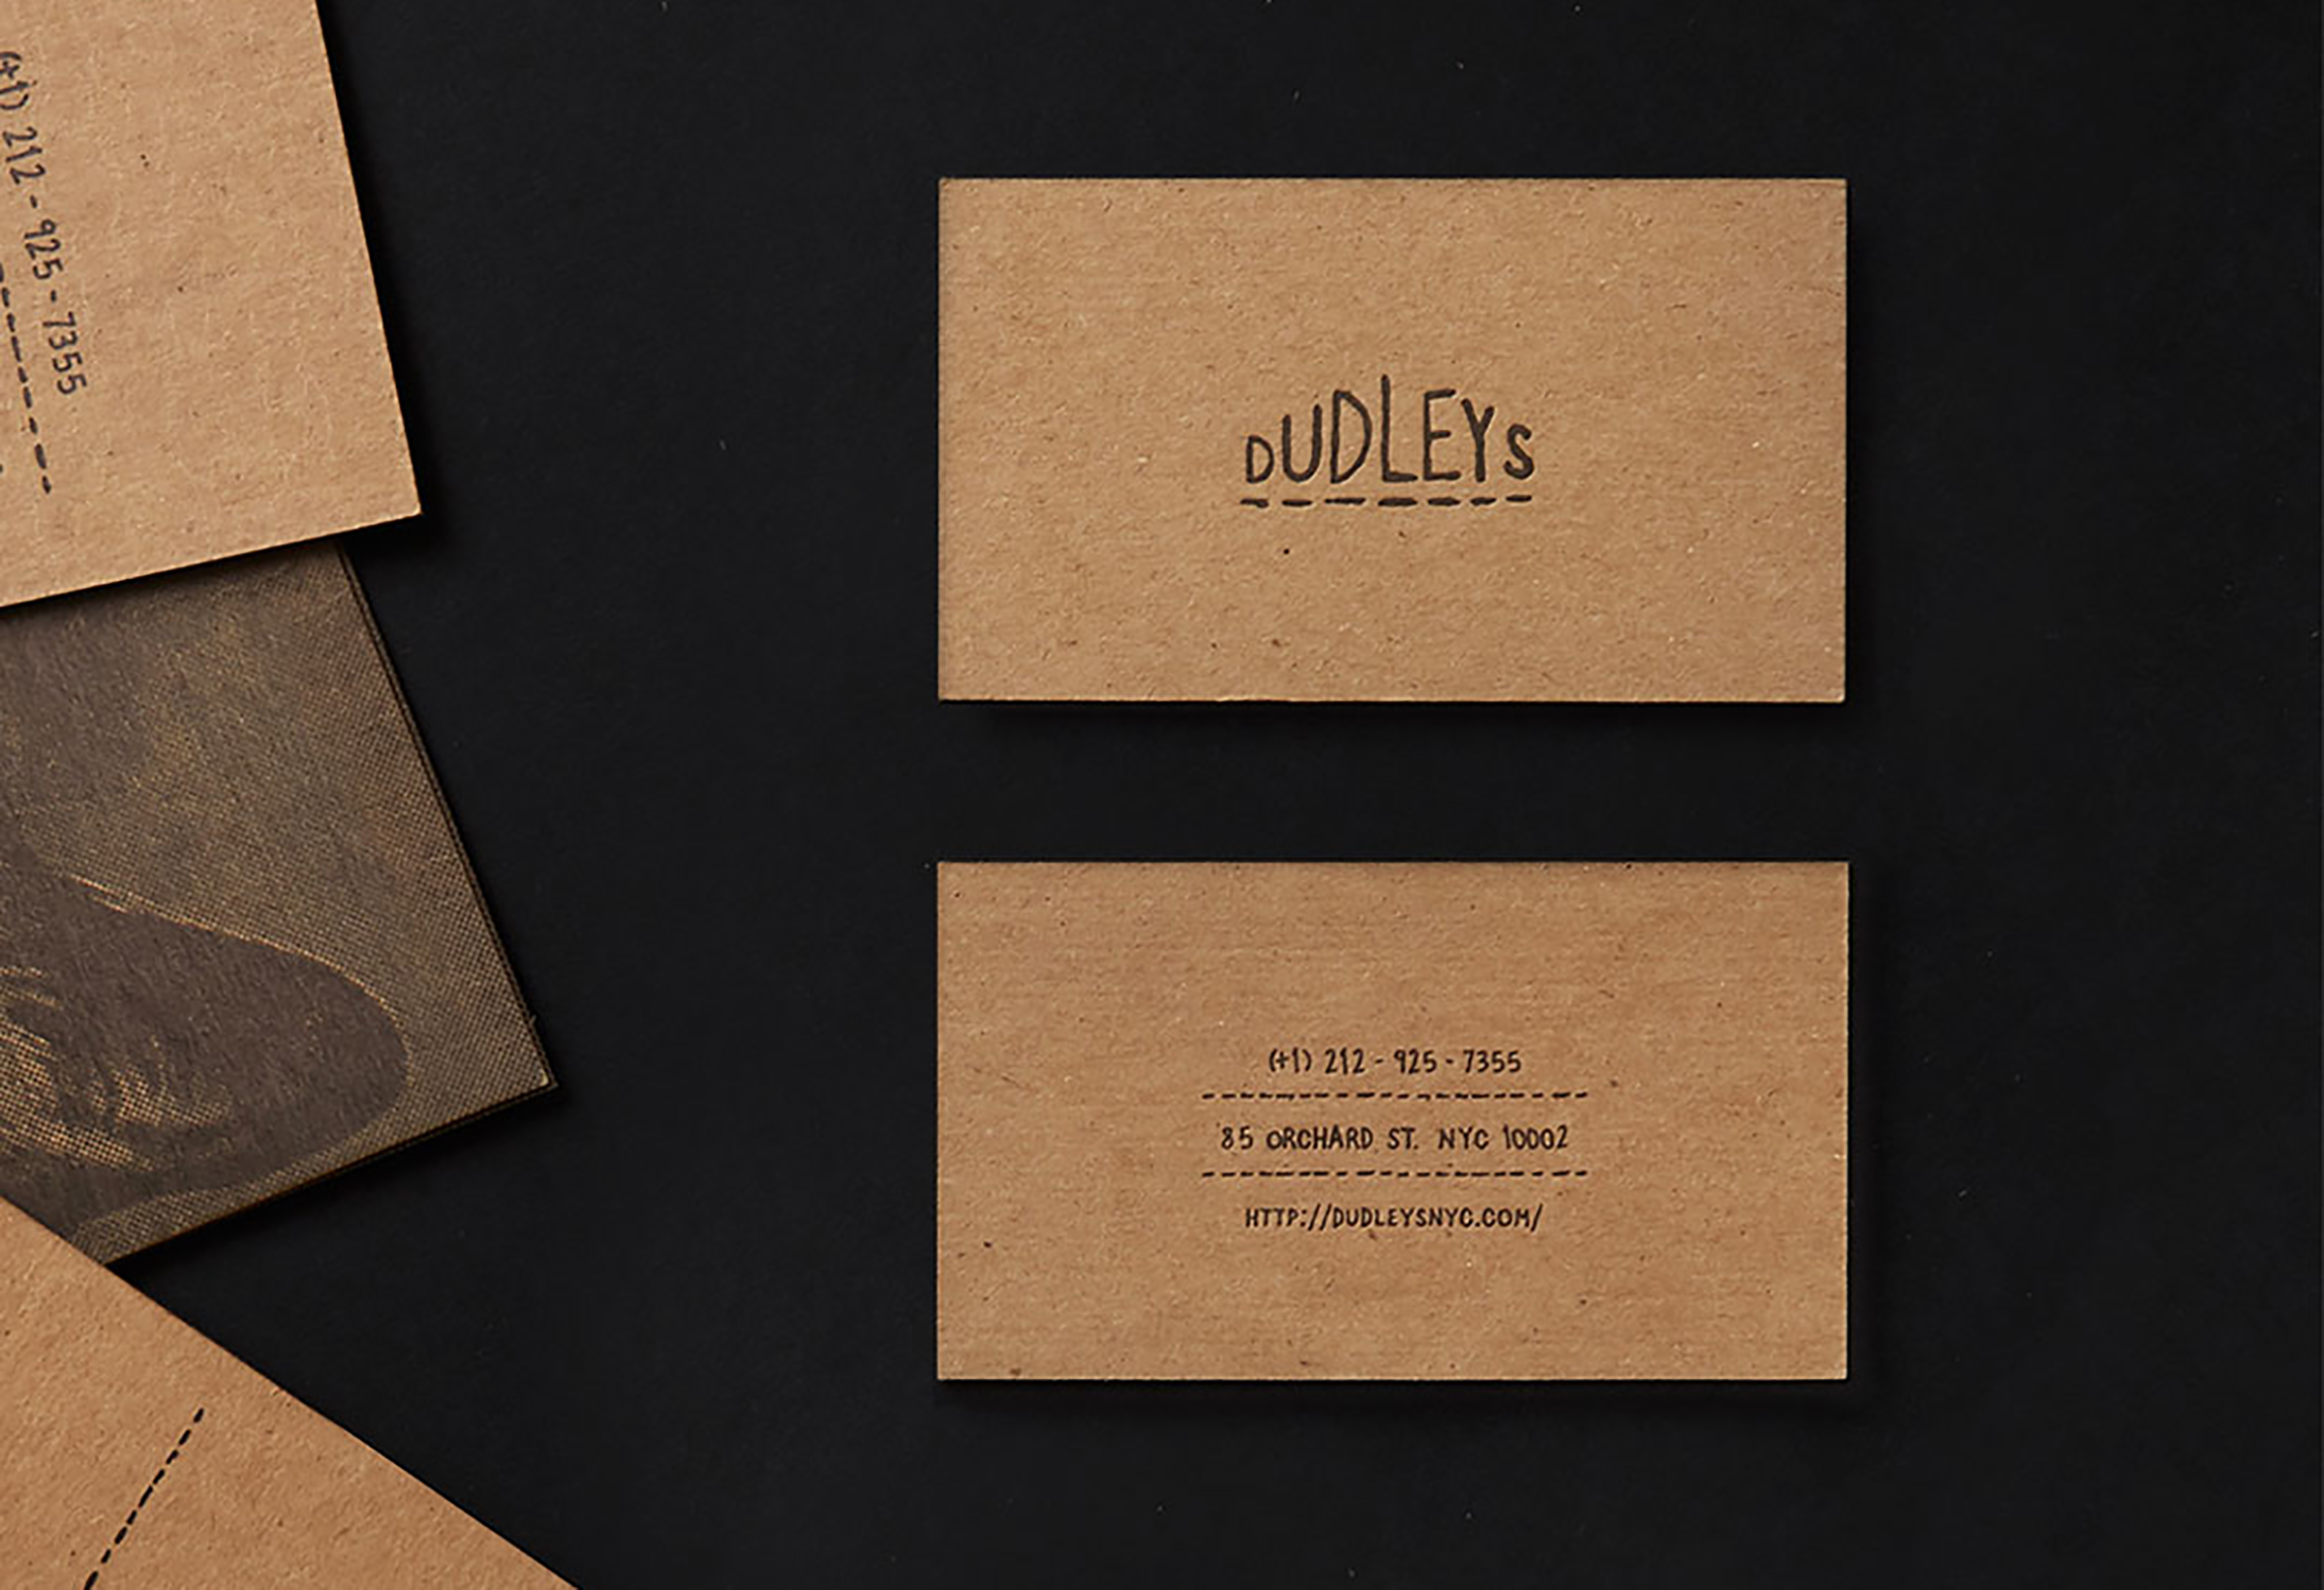 (+1) 212 - 925 - 7355
DUDLEYS
(+1) 212 - 925 - 7355
85 ORCHARD ST. NYC 10002
HTTP://DUDLEYSNYC.COM/